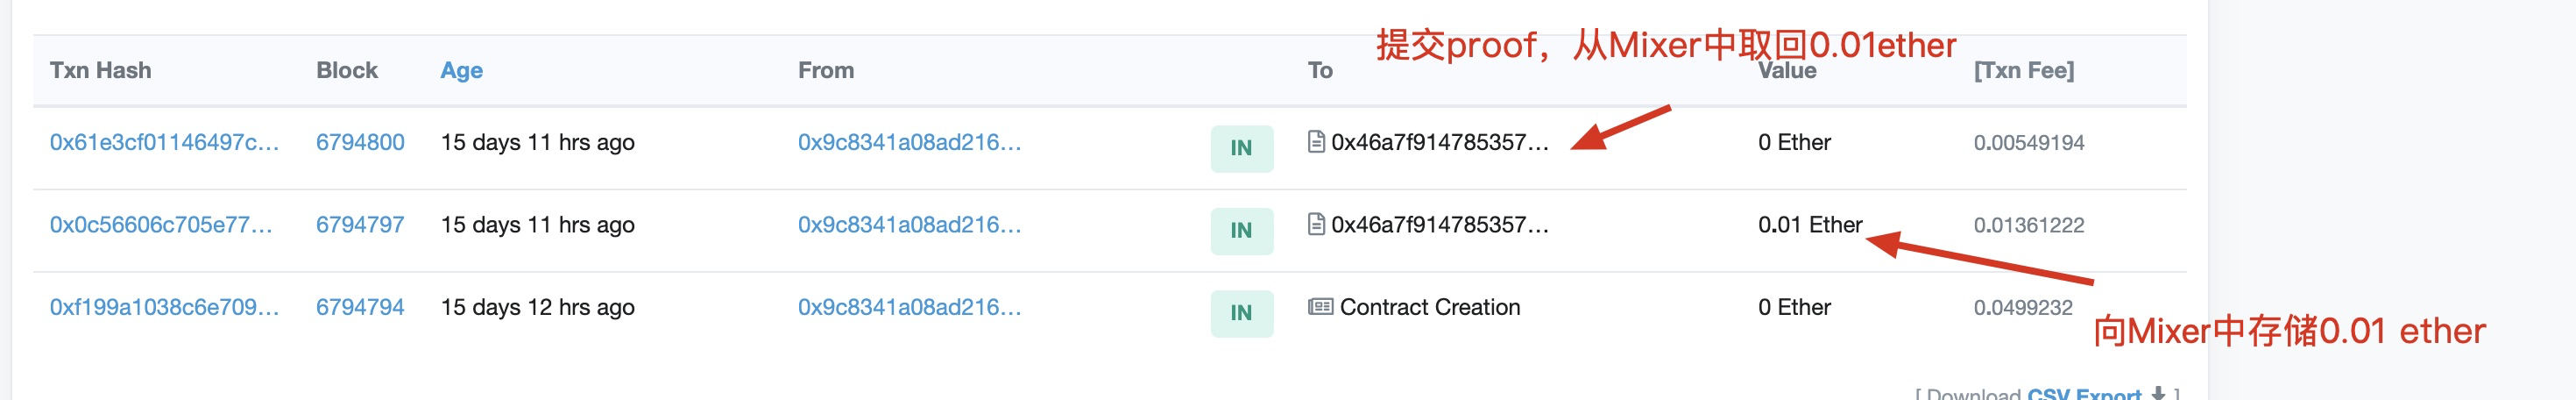 提交proof，从Mixer中取回0.01ether
Txn Hash Block Age From To Value [Txn Fee]
0x61e3cf01146497c... 6794800 15 days 11 hrs ago 0x9c8341a08ad216... IN 0x46a7f914785357... 0 Ether 0.00549194
0x0c56606c705e77... 6794797 15 days 11 hrs ago 0x9c8341a08ad216... IN 0x46a7f914785357... 0.01 Ether 0.01361222
0xf199a1038c6e709... 6794794 15 days 12 hrs ago 0x9c8341a08ad216... IN Contract Creation 0 Ether 0.0499232
向Mixer中存储0.01 ether
[ Download CSV Export ]